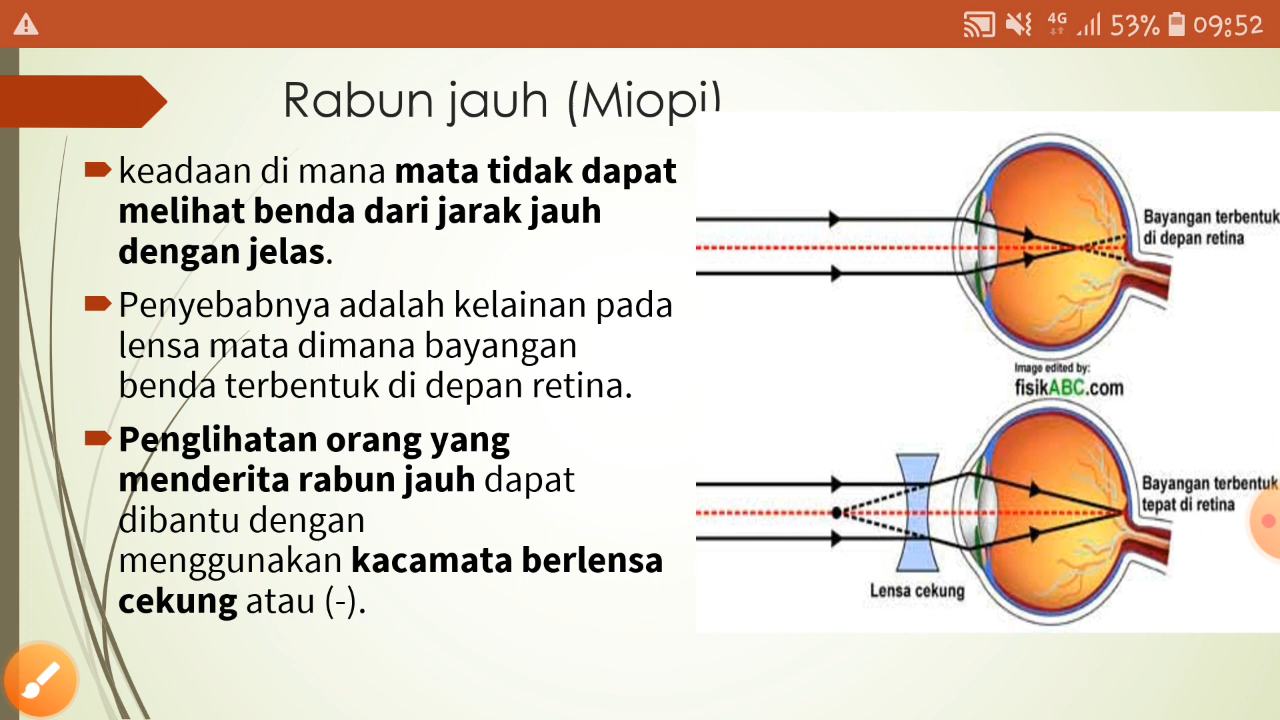 4G 53% 09:52
Rabun jauh (Miopi)
keadaan di mana mata tidak dapat
melihat benda dari jarak jauh
dengan jelas.
Penyebabnya adalah kelainan pada
lensa mata dimana bayangan
benda terbentuk di depan retina.
Penglihatan orang yang
menderita rabun jauh dapat
dibantu dengan
menggunakan kacamata berlensa
cekung atau (-).
Bayangan terbentuk
di depan retina
Image edited by:
fisikABC.com
Bayangan terbentuk
tepat di retina
Lensa cekung